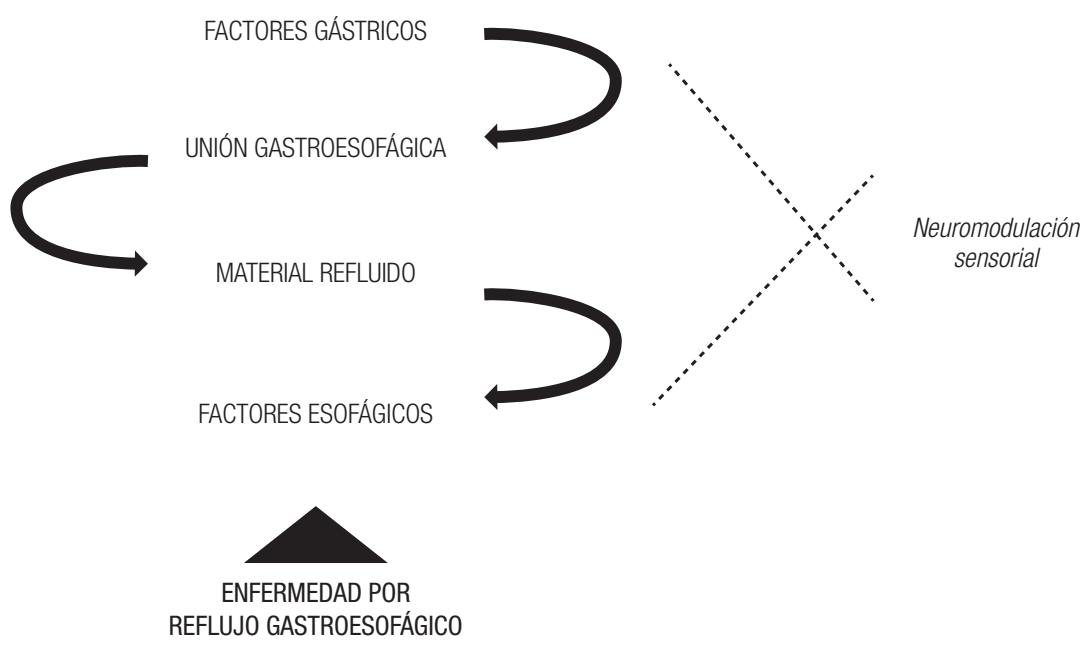 FACTORES GÁSTRICOS
UNIÓN GASTROESOFÁGICA
MATERIAL REFLUIDO
FACTORES ESOFÁGICOS
Neuromodulación
sensorial
ENFERMEDAD POR
REFLUJO GASTROESOFÁGICO